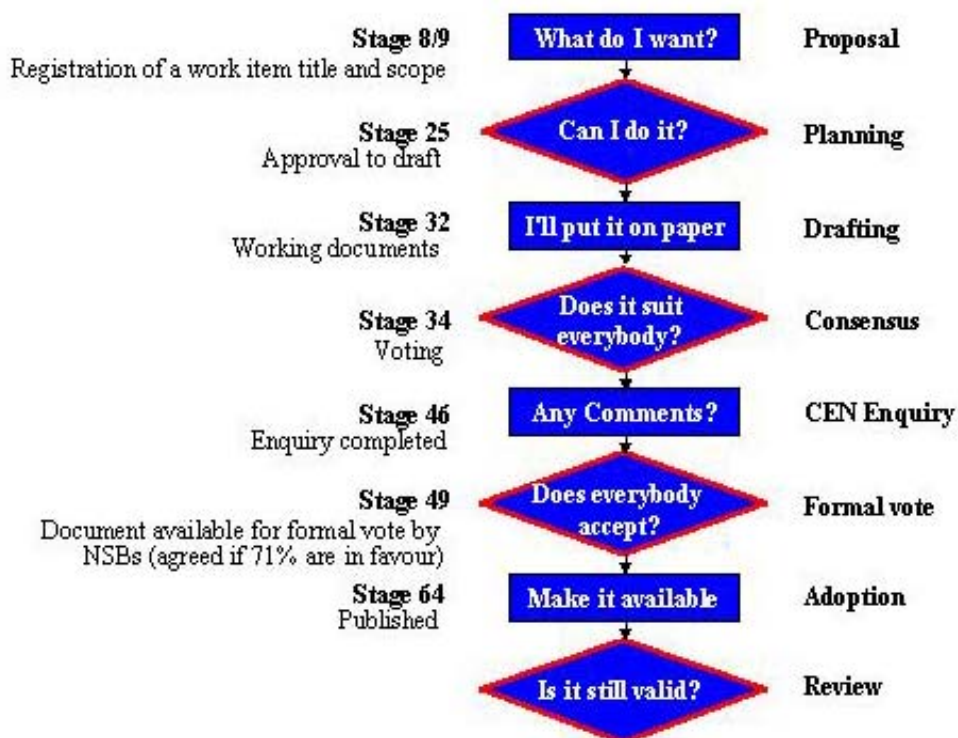 Stage 8/9
Registration of a work item title and scope
What do I want?
Proposal
Stage 25
Approval to draft
Can I do it?
Planning
Stage 32
Working documents
I'll put it on paper
Drafting
Stage 34
Voting
Does it suit
everybody?
Consensus
Stage 46
Enquiry completed
Any Comments?
CEN Enquiry
Stage 49
Document available for formal vote by
NSBs (agreed if 71% are in favour)
Does everybody
accept?
Formal vote
Stage 64
Published
Make it available
Adoption
Is it still valid?
Review